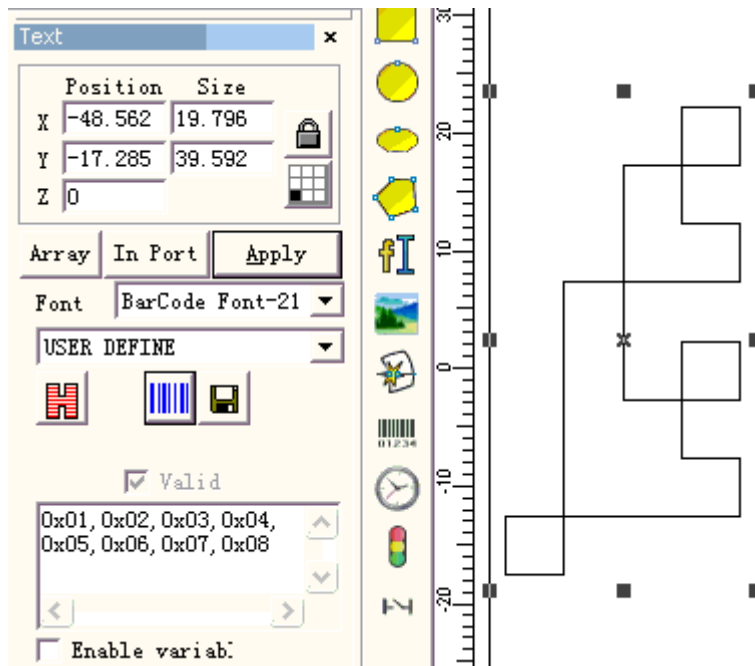 Text
Position Size
X -48.562 19.796
Y -17.285 39.592
Z 0
Array In Port Apply
Font BarCode Font-21
USER DEFINE
Valid
0x01, 0x02, 0x03, 0x04,
0x05, 0x06, 0x07, 0x08
Enable variab
01234
30
20
10
0
-10
-20